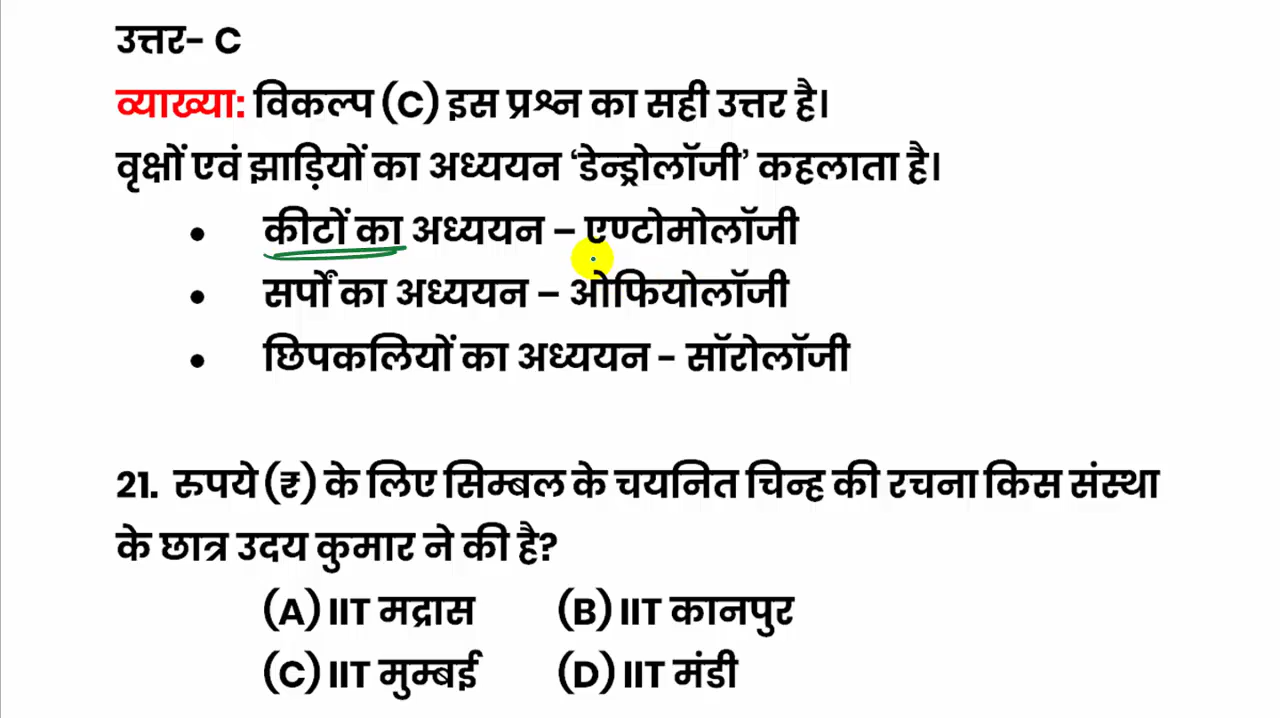 उत्तर- C
व्याख्या: विकल्प (C) इस प्रश्न का सही उत्तर है।
वृक्षों एवं झाड़ियों का अध्ययन ‘डेन्ड्रोलॉजी’ कहलाता है।
• कीटों का अध्ययन – एण्टोमोलॉजी
• सर्पों का अध्ययन – ओफियोलॉजी
• छिपकलियों का अध्ययन - सॉरोलॉजी
21. रुपये (₹) के लिए सिम्बल के चयनित चिन्ह की रचना किस संस्था
के छात्र उदय कुमार ने की है?
(A) IIT मद्रास (B) IIT कानपुर
(C) IIT मुम्बई (D) IIT मंडी